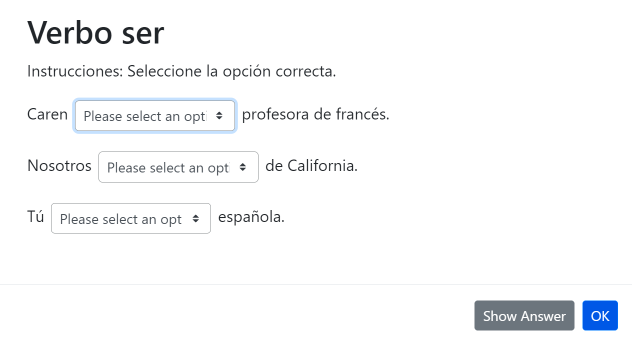 Verbo ser
Instrucciones: Seleccione la opción correcta.
Caren Please select an opt profesora de francés.
Nosotros Please select an opt de California.
Tú Please select an opt española.
Show Answer OK